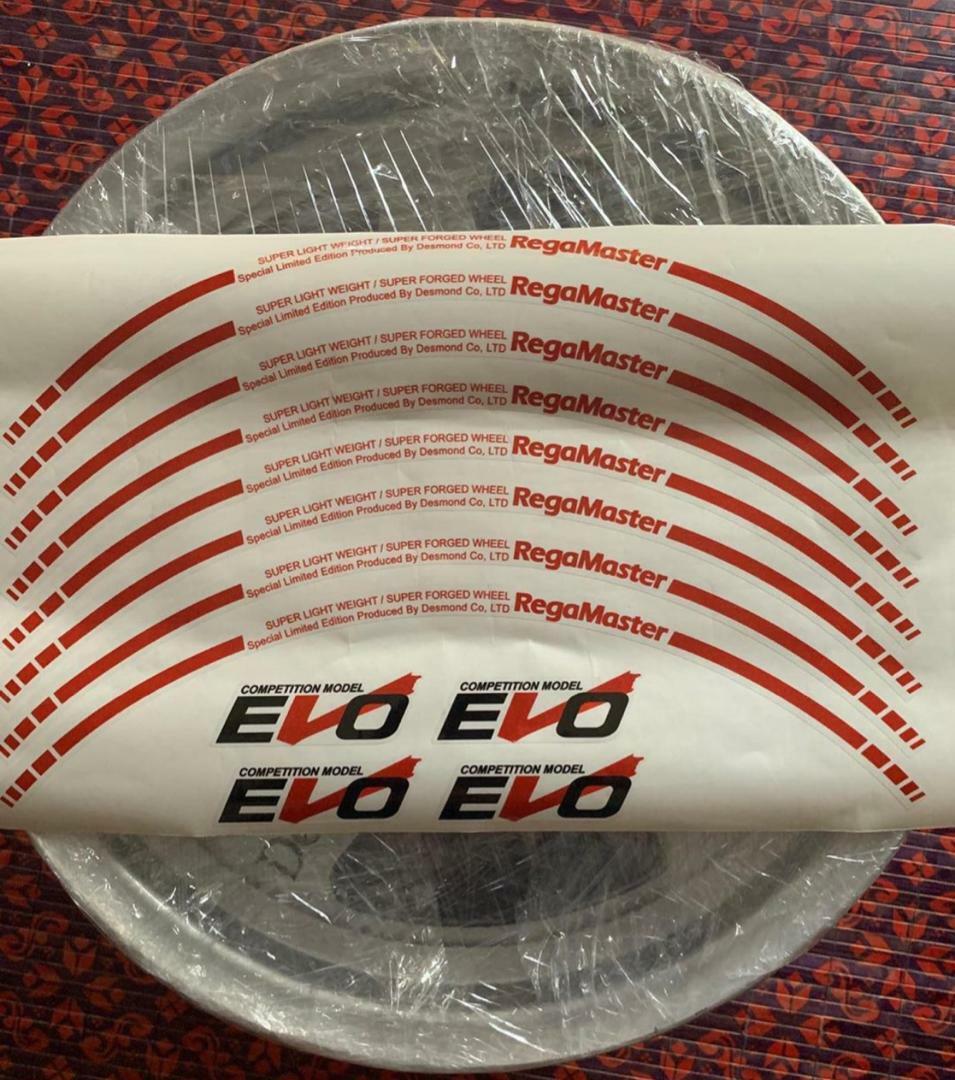 SUPER LIGHT WEIGHT / SUPER FORGED WHEEL RegaMaster
Special Limited Edition Produced By Desmond Co, LTD
SUPER LIGHT WEIGHT / SUPER FORGED WHEEL RegaMaster
Special Limited Edition Produced By Desmond Co, LTD
SUPER LIGHT WEIGHT / SUPER FORGED WHEEL RegaMaster
Special Limited Edition Produced By Desmond Co, LTD
SUPER LIGHT WEIGHT / SUPER FORGED WHEEL RegaMaster
Special Limited Edition Produced By Desmond Co, LTD
SUPER LIGHT WEIGHT / SUPER FORGED WHEEL RegaMaster
Special Limited Edition Produced By Desmond Co, LTD
SUPER LIGHT WEIGHT / SUPER FORGED WHEEL RegaMaster
Special Limited Edition Produced By Desmond Co, LTD
SUPER LIGHT WEIGHT / SUPER FORGED WHEEL RegaMaster
Special Limited Edition Produced By Desmond Co, LTD
SUPER LIGHT WEIGHT / SUPER FORGED WHEEL RegaMaster
Special Limited Edition Produced By Desmond Co, LTD
COMPETITION MODEL COMPETITION MODEL
EVO EVO
COMPETITION MODEL COMPETITION MODEL
EVO EVO